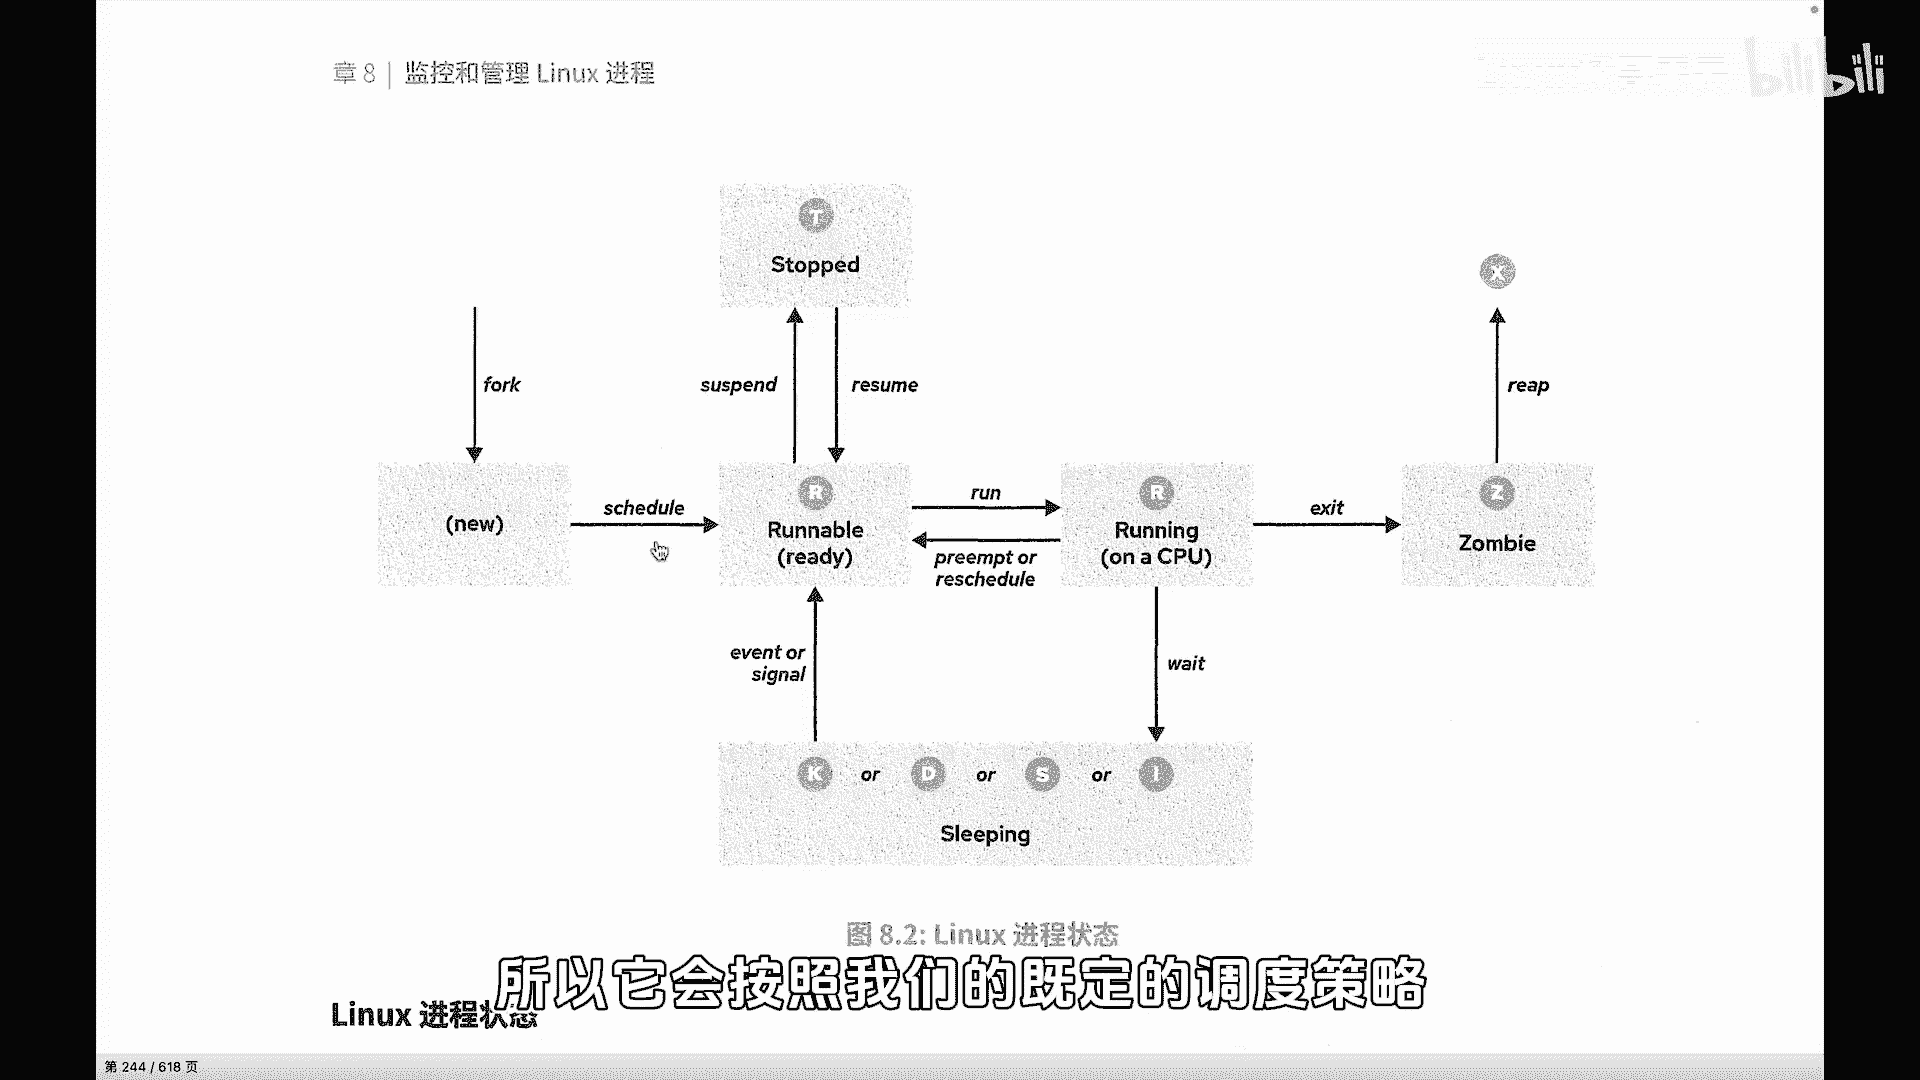 章 8 | 监控和管理 Linux 进程
bilibili
T
Stopped
X
fork
suspend
resume
reap
(new)
schedule
R
Runnable
(ready)
run
preempt or
reschedule
R
Running
(on a CPU)
exit
Z
Zombie
event or
signal
wait
K or D or S or I
Sleeping
图 8.2: Linux 进程状态
所以它会按照我们的既定的调度策略
Linux 进程状态
第 244 / 618 页